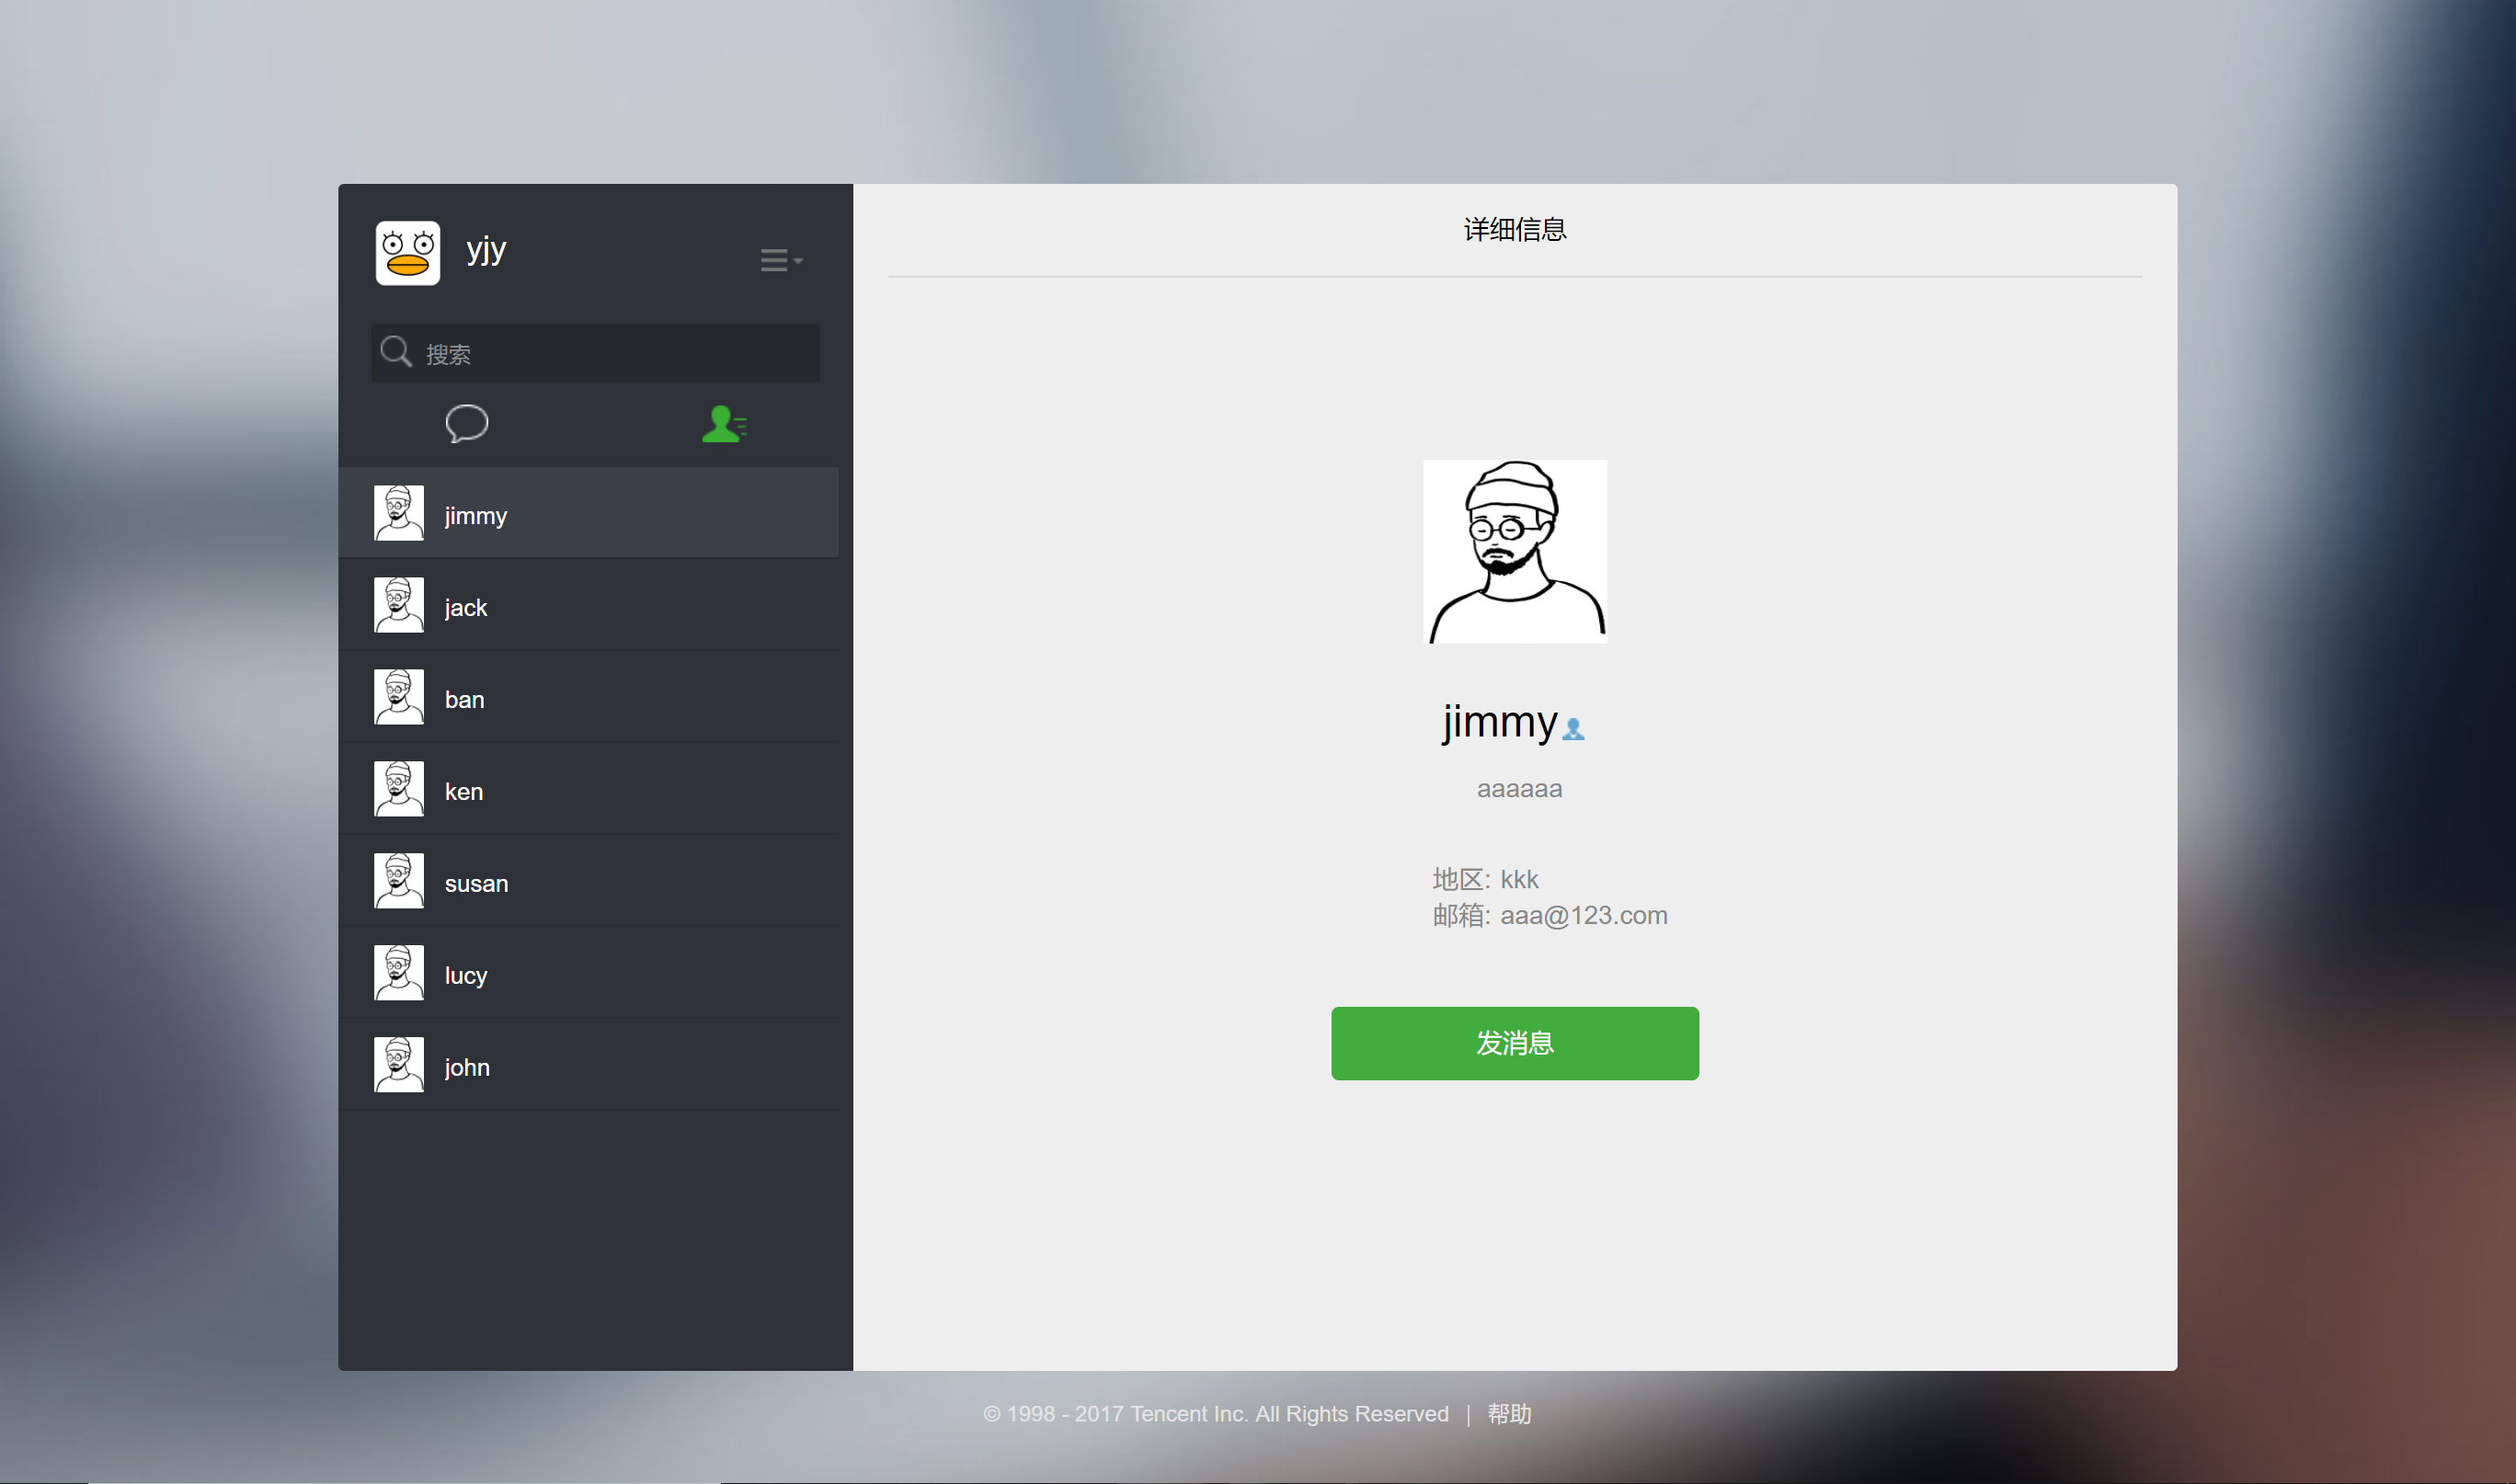 yjy
搜索
jimmy
jack
ban
ken
susan
lucy
john
详细信息
jimmy
aaaaaa
地区: kkk
邮箱: aaa@123.com
发消息
© 1998 - 2017 Tencent Inc. All Rights Reserved | 帮助